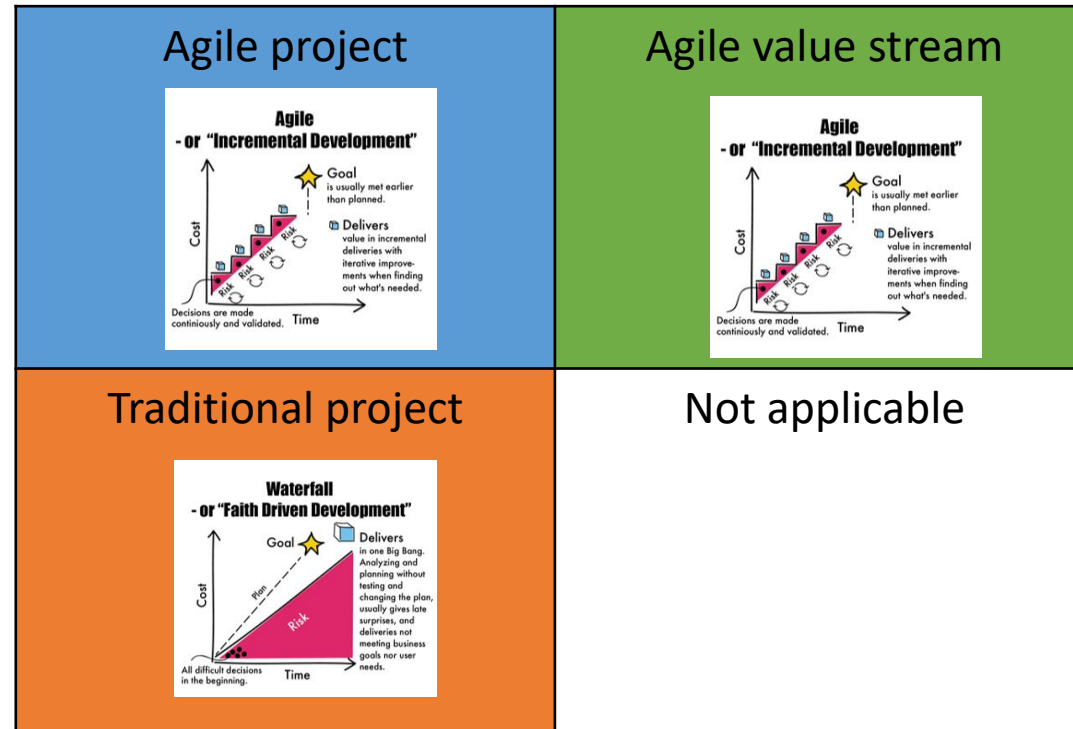 Agile project
Agile
- or "Incremental Development"
Goal
is usually met earlier
than planned.
Delivers
value in incremental
deliveries with
iterative improve-
ments when finding
out what's needed.
Cost
Risk
Risk
Risk
Risk
Decisions are made
continiously and validated.
Time
Agile value stream
Agile
- or "Incremental Development"
Goal
is usually met earlier
than planned.
Delivers
value in incremental
deliveries with
iterative improve-
ments when finding
out what's needed.
Cost
Risk
Risk
Risk
Risk
Decisions are made
continiously and validated.
Time
Traditional project
Waterfall
- or "Faith Driven Development"
Goal
Delivers
in one Big Bang.
Analyzing and
planning without
testing and
changing the plan,
usually gives late
surprises, and
deliveries not
meeting business
goals nor user
needs.
Cost
Plan
Risk
All difficult decisions
in the beginning.
Time
Not applicable